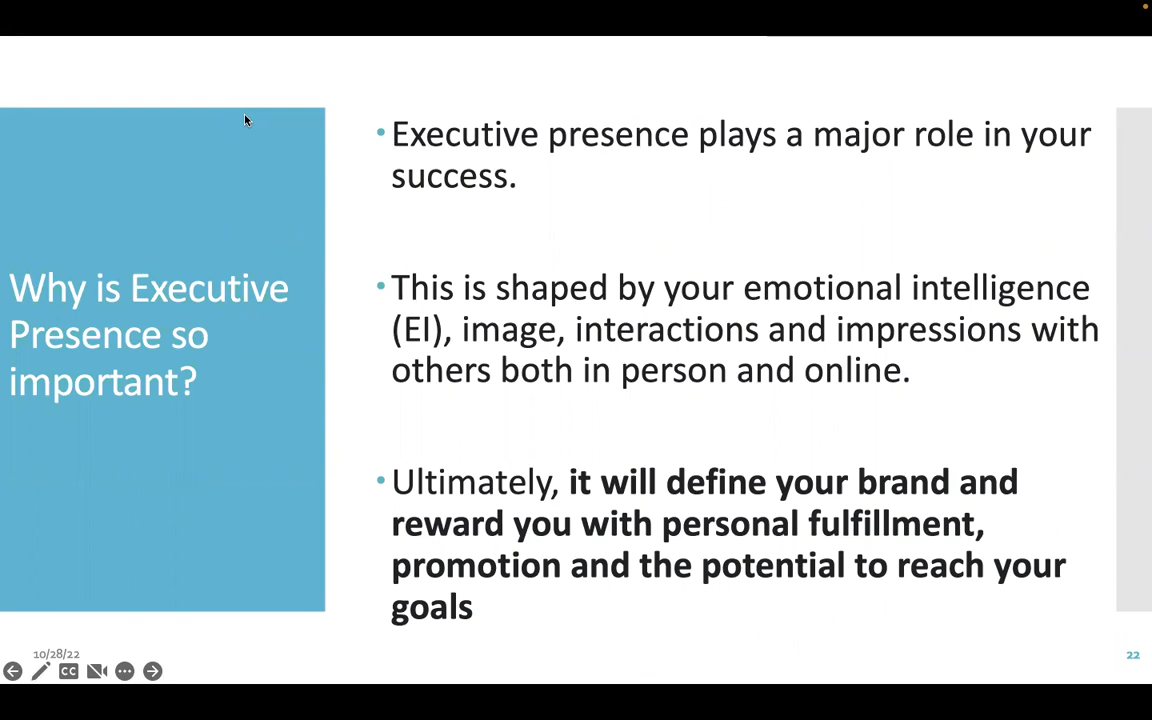 Why is Executive
Presence so
important?
• Executive presence plays a major role in your
success.
• This is shaped by your emotional intelligence
(EI), image, interactions and impressions with
others both in person and online.
• Ultimately, it will define your brand and
reward you with personal fulfillment,
promotion and the potential to reach your
goals
10/28/22
22
CC